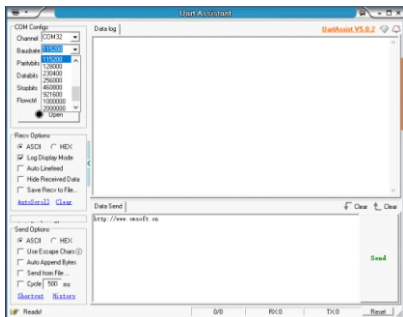 Uart Assistant
COM Configs
Channel COM32
Baudrate 115200
115200
128000
230400
256000
460800
921600
1000000
2000000
Paritybits
Databits
Stopbits
Flowctrl
Open
Recv Options
ASCII HEX
Log Display Mode
Auto Linefeed
Hide Received Data
Save Recv to File...
AutoScroll Clear
Send Options
ASCII HEX
Use Escape Chars
Auto Append Bytes
Send from File ...
Cycle 500 ms
Shortcut History
Data log
UartAssist V5.0.2
Data Send
Clear Clear
http://www.cmsoft.cn
Send
Ready!
0/0
RX:0
TX:0
Reset